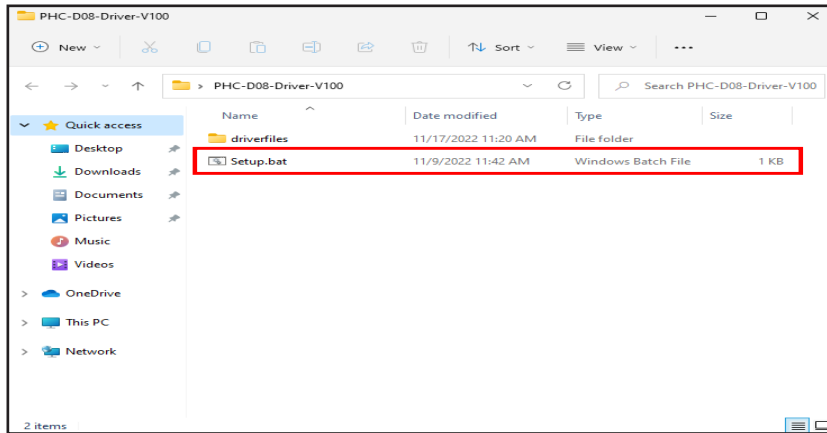 PHC-D08-Driver-V100
New Sort View
PHC-D08-Driver-V100 Search PHC-D08-Driver-V100
Name Date modified Type Size
Quick access
driverfiles 11/17/2022 11:20 AM File folder
Desktop
Setup.bat 11/9/2022 11:42 AM Windows Batch File 1 KB
Downloads
Documents
Pictures
Music
Videos
OneDrive
This PC
Network
2 items